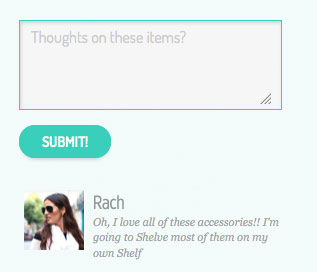 Thoughts on these items?
SUBMIT!
Rach
Oh, I love all of these accessories!! I'm
going to Shelve most of them on my
own Shelf